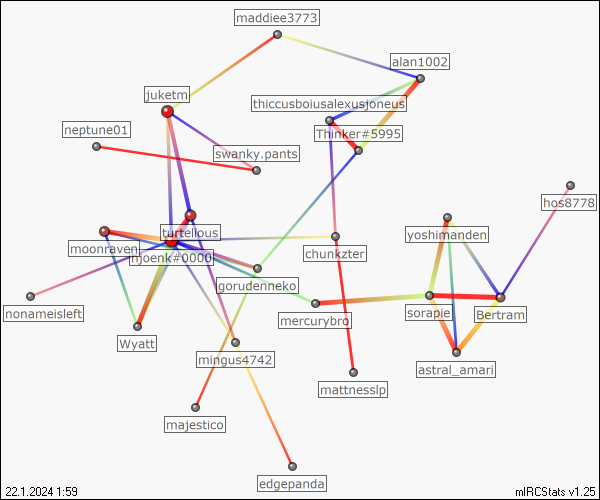 maddiee3773
alan1002
juketm
thiccusboiusalexusjoneus
neptune01
Thinker#5995
swanky.pants
hos8778
turtellous
yoshimanden
moonraven
njoenk#0000
chunkzter
gorudenneko
nonameisleft
mercurybro
sorapie
Bertram
Wyatt
mingus4742
astral_amari
mattnesslp
majestico
edgepanda
22.1.2024 1:59
mIRCStats v1.25